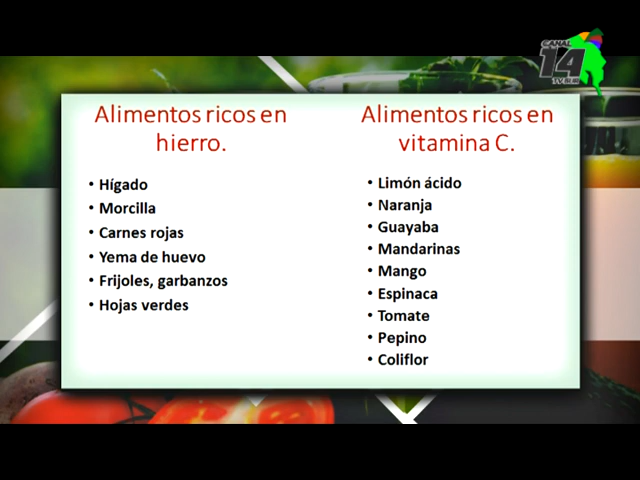 CANAL
14
Alimentos ricos en
hierro.
• Hígado
• Morcilla
• Carnes rojas
• Yema de huevo
• Frijoles, garbanzos
• Hojas verdes
Alimentos ricos en
vitamina C.
• Limón ácido
• Naranja
• Guayaba
• Mandarinas
• Mango
• Espinaca
• Tomate
• Pepino
• Coliflor